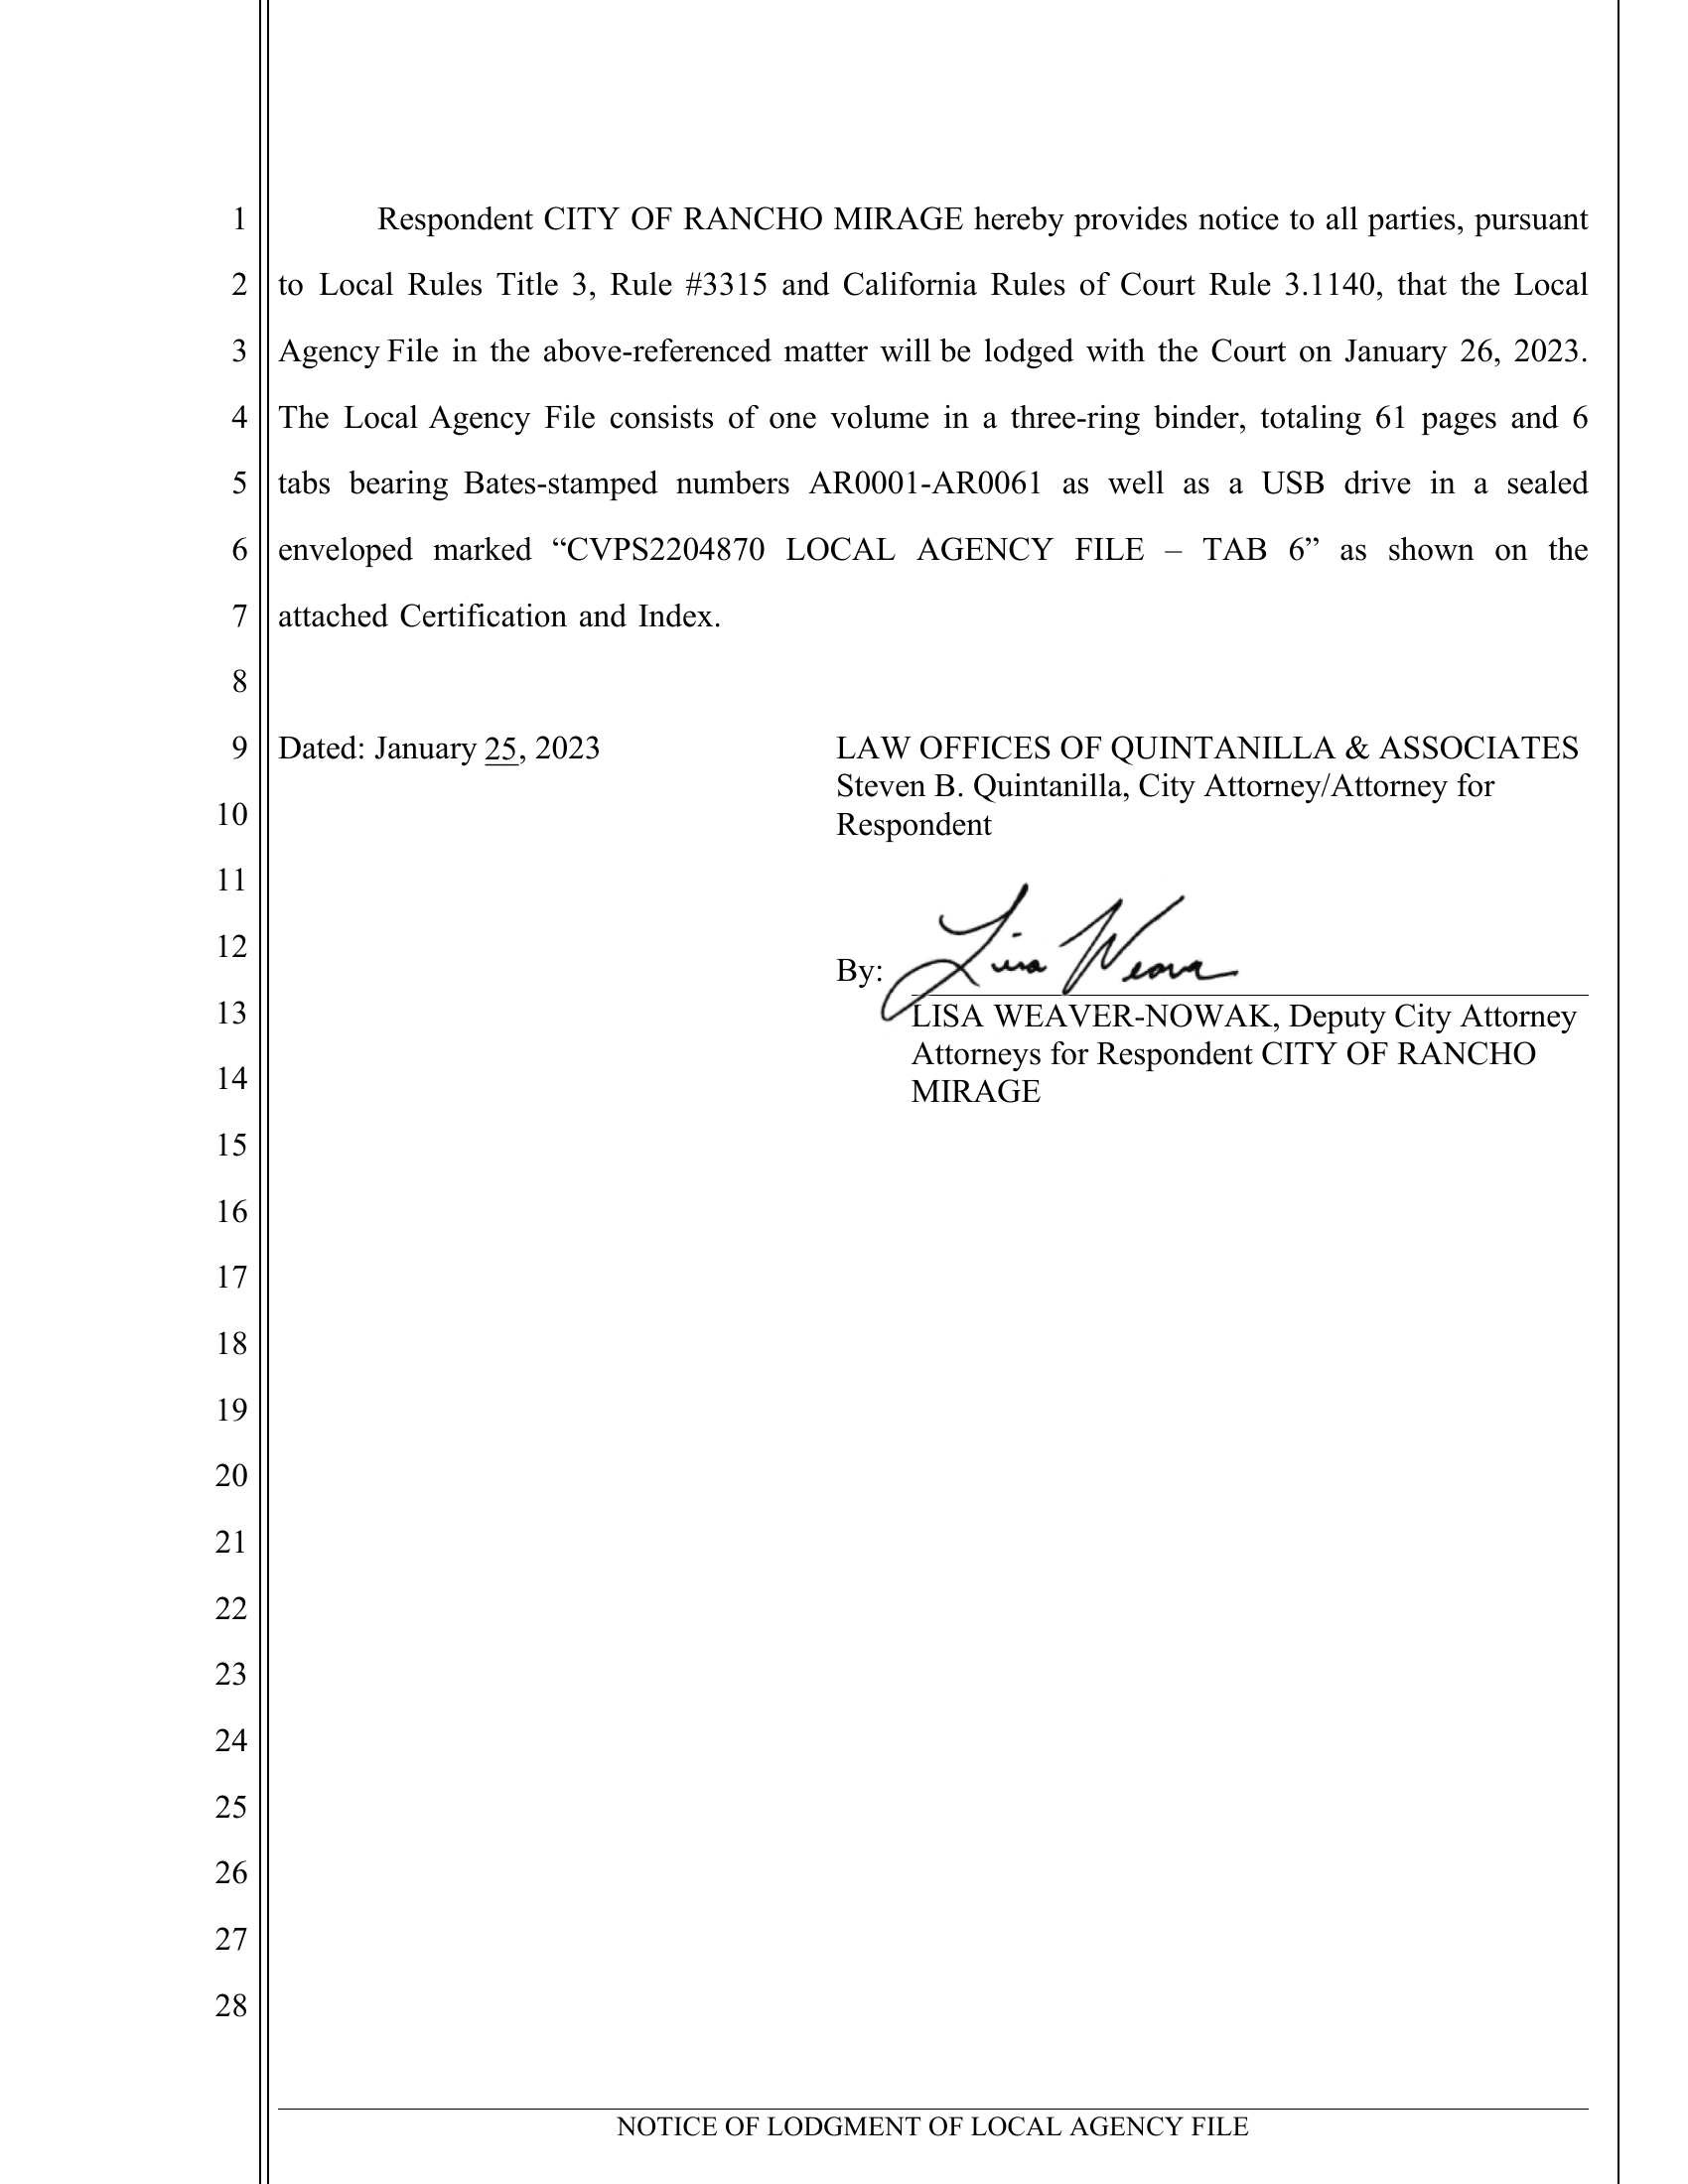 1 Respondent CITY OF RANCHO MIRAGE hereby provides notice to all parties, pursuant
2 to Local Rules Title 3, Rule #3315 and California Rules of Court Rule 3.1140, that the Local
3 Agency File in the above-referenced matter will be lodged with the Court on January 26, 2023.
4 The Local Agency File consists of one volume in a three-ring binder, totaling 61 pages and 6
5 tabs bearing Bates-stamped numbers AR0001-AR0061 as well as a USB drive in a sealed
6 enveloped marked “CVPS2204870 LOCAL AGENCY FILE – TAB 6” as shown on the
7 attached Certification and Index.
8
9 Dated: January 25, 2023 LAW OFFICES OF QUINTANILLA & ASSOCIATES
Steven B. Quintanilla, City Attorney/Attorney for
10 Respondent
11
12 By: Lisa Weaver
13 LISA WEAVER-NOWAK, Deputy City Attorney
Attorneys for Respondent CITY OF RANCHO
14 MIRAGE
15
16
17
18
19
20
21
22
23
24
25
26
27
28
NOTICE OF LODGMENT OF LOCAL AGENCY FILE